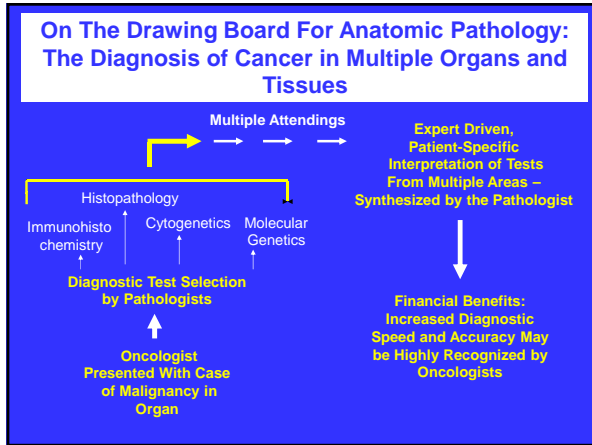 On The Drawing Board For Anatomic Pathology:
The Diagnosis of Cancer in Multiple Organs and
Tissues
Multiple Attendings
Expert Driven,
Patient-Specific
Interpretation of Tests
From Multiple Areas –
Synthesized by the Pathologist
Histopathology
Immunohisto
chemistry
Cytogenetics
Molecular
Genetics
Diagnostic Test Selection
by Pathologists
Financial Benefits:
Increased Diagnostic
Speed and Accuracy May
be Highly Recognized by
Oncologists
Oncologist
Presented With Case
of Malignancy in
Organ